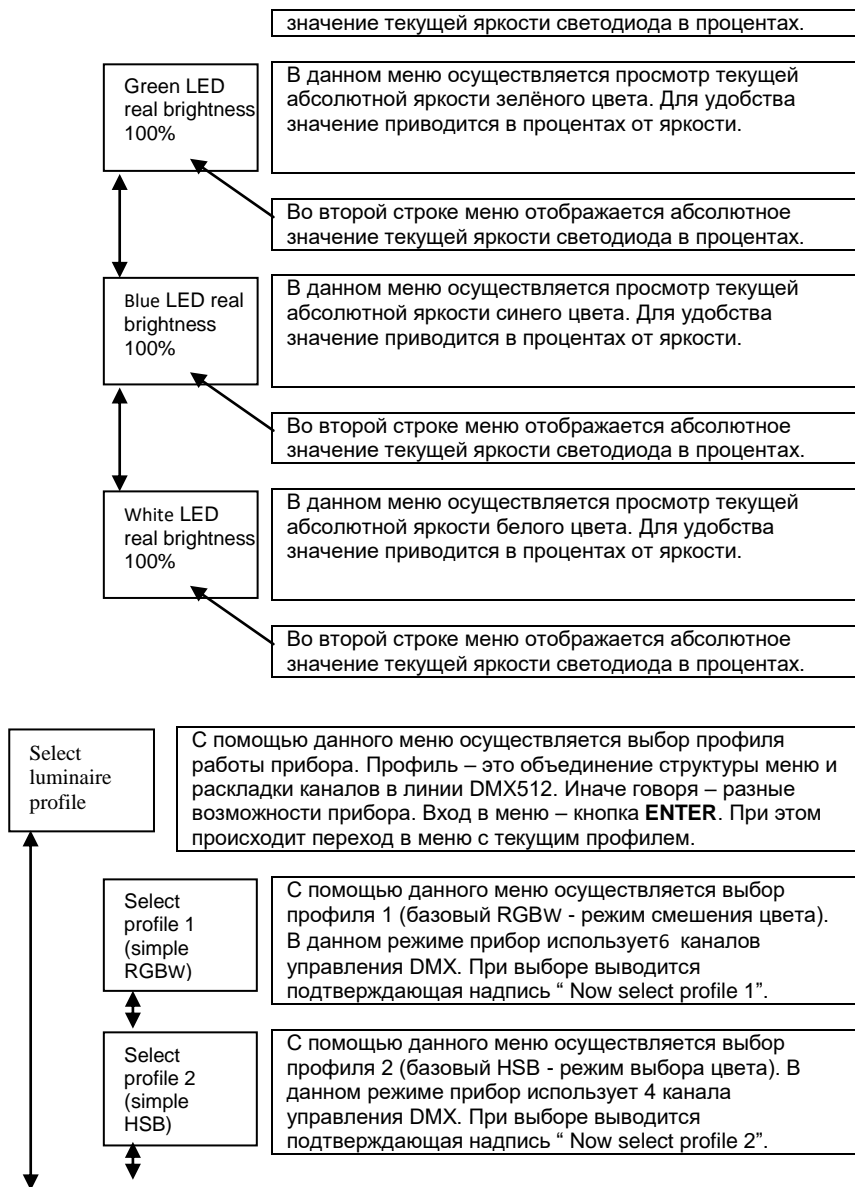 значение текущей яркости светодиода в процентах.
Green LED
real brightness
100%
В данном меню осуществляется просмотр текущей
абсолютной яркости зелёного цвета. Для удобства
значение приводится в процентах от яркости.
Во второй строке меню отображается абсолютное
значение текущей яркости светодиода в процентах.
Blue LED real
brightness
100%
В данном меню осуществляется просмотр текущей
абсолютной яркости синего цвета. Для удобства
значение приводится в процентах от яркости.
Во второй строке меню отображается абсолютное
значение текущей яркости светодиода в процентах.
White LED
real brightness
100%
В данном меню осуществляется просмотр текущей
абсолютной яркости белого цвета. Для удобства
значение приводится в процентах от яркости.
Во второй строке меню отображается абсолютное
значение текущей яркости светодиода в процентах.
Select
luminaire
profile
С помощью данного меню осуществляется выбор профиля
работы прибора. Профиль – это объединение структуры меню и
раскладки каналов в линии DMX512. Иначе говоря – разные
возможности прибора. Вход в меню – кнопка ENTER. При этом
происходит переход в меню с текущим профилем.
Select
profile 1
(simple
RGBW)
С помощью данного меню осуществляется выбор
профиля 1 (базовый RGBW - режим смешения цвета).
В данном режиме прибор использует6 каналов
управления DMX. При выборе выводится
подтверждающая надпись “ Now select profile 1”.
Select
profile 2
(simple
HSB)
С помощью данного меню осуществляется выбор
профиля 2 (базовый HSB - режим выбора цвета). В
данном режиме прибор использует 4 канала
управления DMX. При выборе выводится
подтверждающая надпись “ Now select profile 2”.